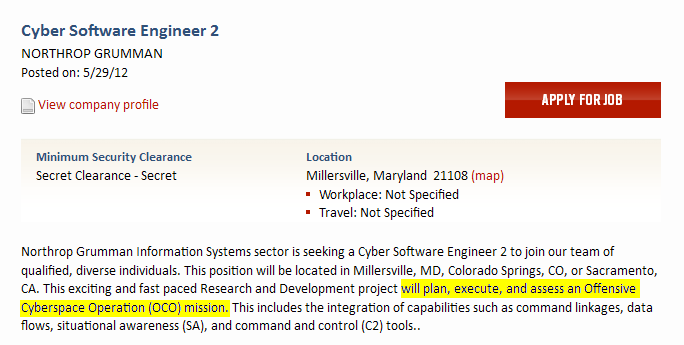 Cyber Software Engineer 2
NORTHROP GRUMMAN
Posted on: 5/29/12
View company profile
APPLY FOR JOB
Minimum Security Clearance
Secret Clearance - Secret
Location
Millersville, Maryland 21108 (map)
Workplace: Not Specified
Travel: Not Specified
Northrop Grumman Information Systems sector is seeking a Cyber Software Engineer 2 to join our team of
qualified, diverse individuals. This position will be located in Millersville, MD, Colorado Springs, CO, or Sacramento,
CA. This exciting and fast paced Research and Development project will plan, execute, and assess an Offensive
Cyberspace Operation (OCO) mission. This includes the integration of capabilities such as command linkages, data
flows, situational awareness (SA), and command and control (C2) tools..